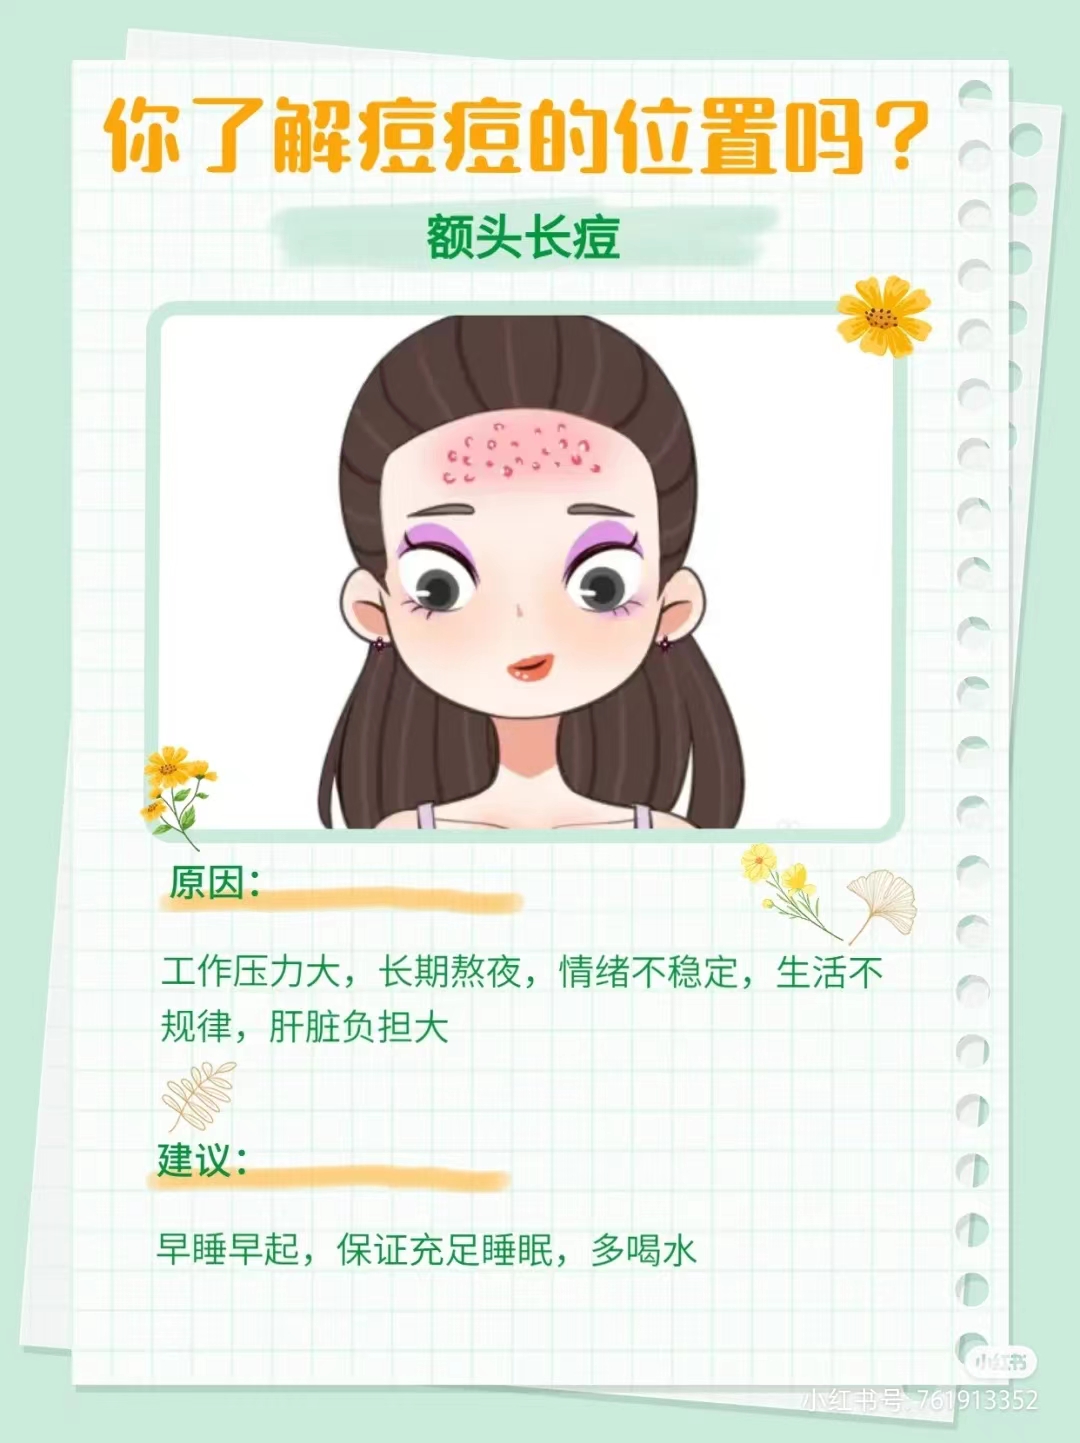 你了解痘痘的位置吗？
额头长痘
原因：
工作压力大，长期熬夜，情绪不稳定，生活不
规律，肝脏负担大
建议：
早睡早起，保证充足睡眠，多喝水
小红书
小红书号: 761913352